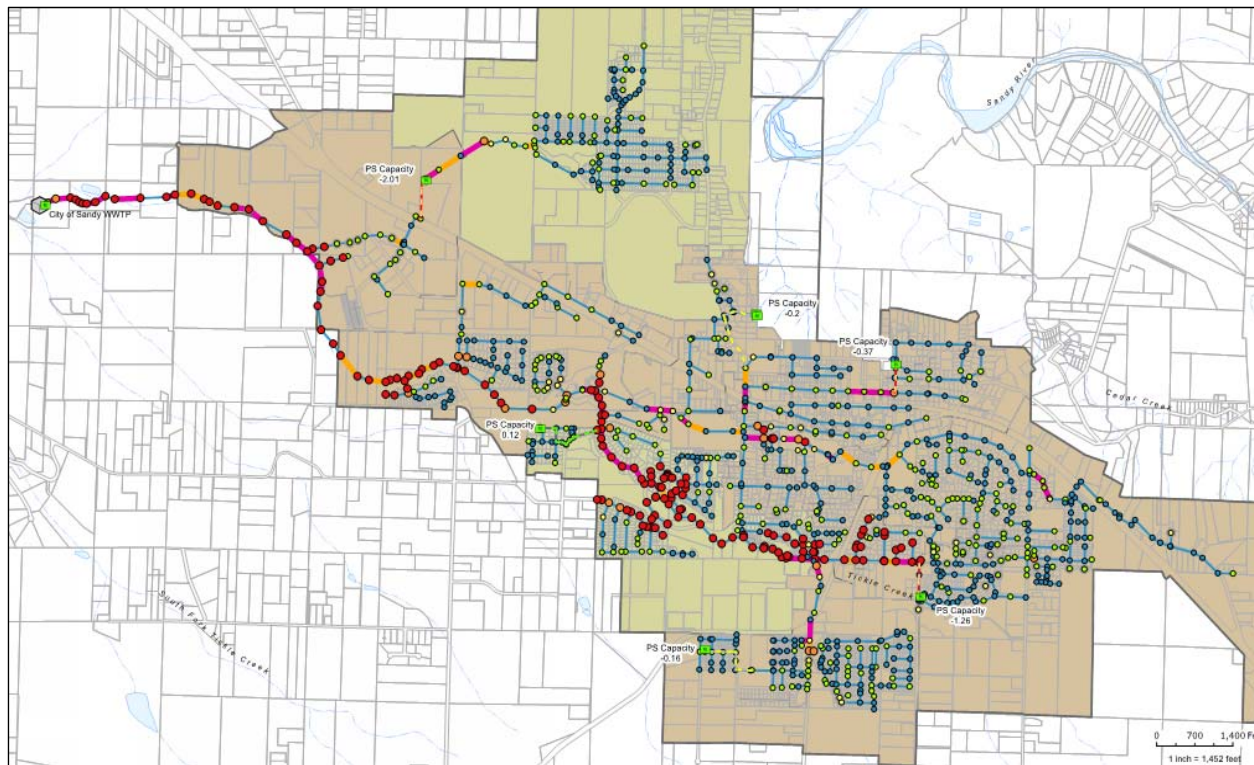 Sandy River
PS Capacity
-2.01
City of Sandy WWTP
PS Capacity
-0.2
PS Capacity
-0.37
Cedar Creek
PS Capacity
0.12
Tickle Creek
PS Capacity
-1.26
South Fork Tickle Creek
PS Capacity
-0.16
0 700 1,400 Fe
1 inch = 1,452 feet